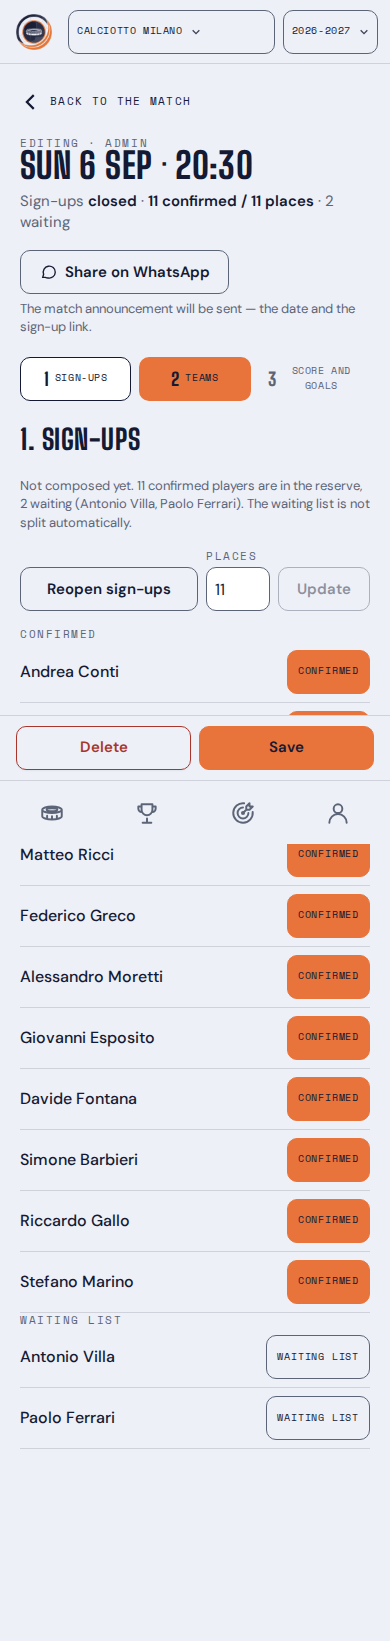 CALCIOTTO MILANO
2026-2027
BACK TO THE MATCH
EDITING · ADMIN
SUN 6 SEP · 20:30
Sign-ups closed · 11 confirmed / 11 places · 2
waiting
Share on WhatsApp
The match announcement will be sent — the date and the
sign-up link.
1 SIGN-UPS
2 TEAMS
3 SCORE AND
GOALS
1. SIGN-UPS
Not composed yet. 11 confirmed players are in the reserve,
2 waiting (Antonio Villa, Paolo Ferrari). The waiting list is not
split automatically.
PLACES
Reopen sign-ups
11
Update
CONFIRMED
Andrea Conti
CONFIRMED
Delete
Save
Matteo Ricci
CONFIRMED
Federico Greco
CONFIRMED
Alessandro Moretti
CONFIRMED
Giovanni Esposito
CONFIRMED
Davide Fontana
CONFIRMED
Simone Barbieri
CONFIRMED
Riccardo Gallo
CONFIRMED
Stefano Marino
CONFIRMED
WAITING LIST
Antonio Villa
WAITING LIST
Paolo Ferrari
WAITING LIST